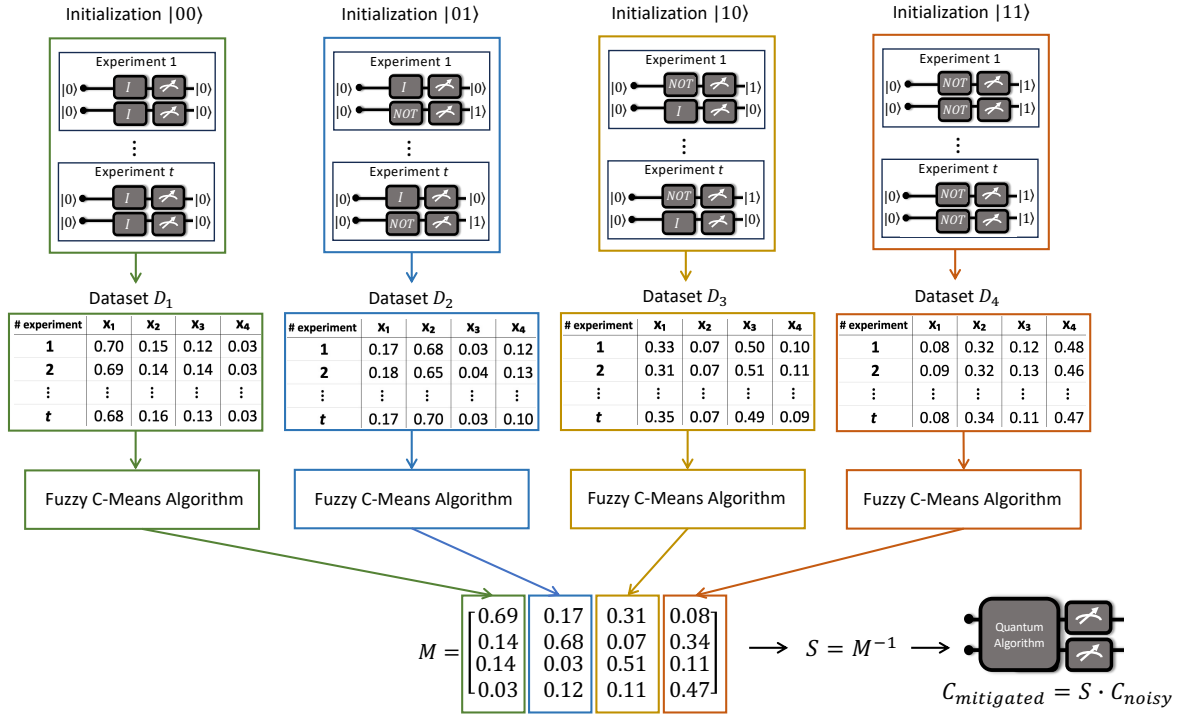 Initialization |00⟩
Initialization |01⟩
Initialization |10⟩
Initialization |11⟩
Experiment 1
|0⟩ I |0⟩
|0⟩ I |0⟩
⋮
Experiment t
|0⟩ I |0⟩
|0⟩ I |0⟩
Experiment 1
|0⟩ I |0⟩
|0⟩ NOT |1⟩
⋮
Experiment t
|0⟩ I |0⟩
|0⟩ NOT |1⟩
Experiment 1
|0⟩ NOT |1⟩
|0⟩ I |0⟩
⋮
Experiment t
|0⟩ NOT |1⟩
|0⟩ I |0⟩
Experiment 1
|0⟩ NOT |1⟩
|0⟩ NOT |1⟩
⋮
Experiment t
|0⟩ NOT |1⟩
|0⟩ NOT |1⟩
Dataset D₁
# experiment X₁ X₂ X₃ X₄
1 0.70 0.15 0.12 0.03
2 0.69 0.14 0.14 0.03
⋮ ⋮ ⋮ ⋮ ⋮
t 0.68 0.16 0.13 0.03
Dataset D₂
# experiment X₁ X₂ X₃ X₄
1 0.17 0.68 0.03 0.12
2 0.18 0.65 0.04 0.13
⋮ ⋮ ⋮ ⋮ ⋮
t 0.17 0.70 0.03 0.10
Dataset D₃
# experiment X₁ X₂ X₃ X₄
1 0.33 0.07 0.50 0.10
2 0.31 0.07 0.51 0.11
⋮ ⋮ ⋮ ⋮ ⋮
t 0.35 0.07 0.49 0.09
Dataset D₄
# experiment X₁ X₂ X₃ X₄
1 0.08 0.32 0.12 0.48
2 0.09 0.32 0.13 0.46
⋮ ⋮ ⋮ ⋮ ⋮
t 0.08 0.34 0.11 0.47
Fuzzy C-Means Algorithm
Fuzzy C-Means Algorithm
Fuzzy C-Means Algorithm
Fuzzy C-Means Algorithm
M =
0.69 0.17 0.31 0.08
0.14 0.68 0.07 0.34
0.14 0.03 0.51 0.11
0.03 0.12 0.11 0.47
S = M⁻¹
Quantum
Algorithm
C_mitigated = S · C_noisy